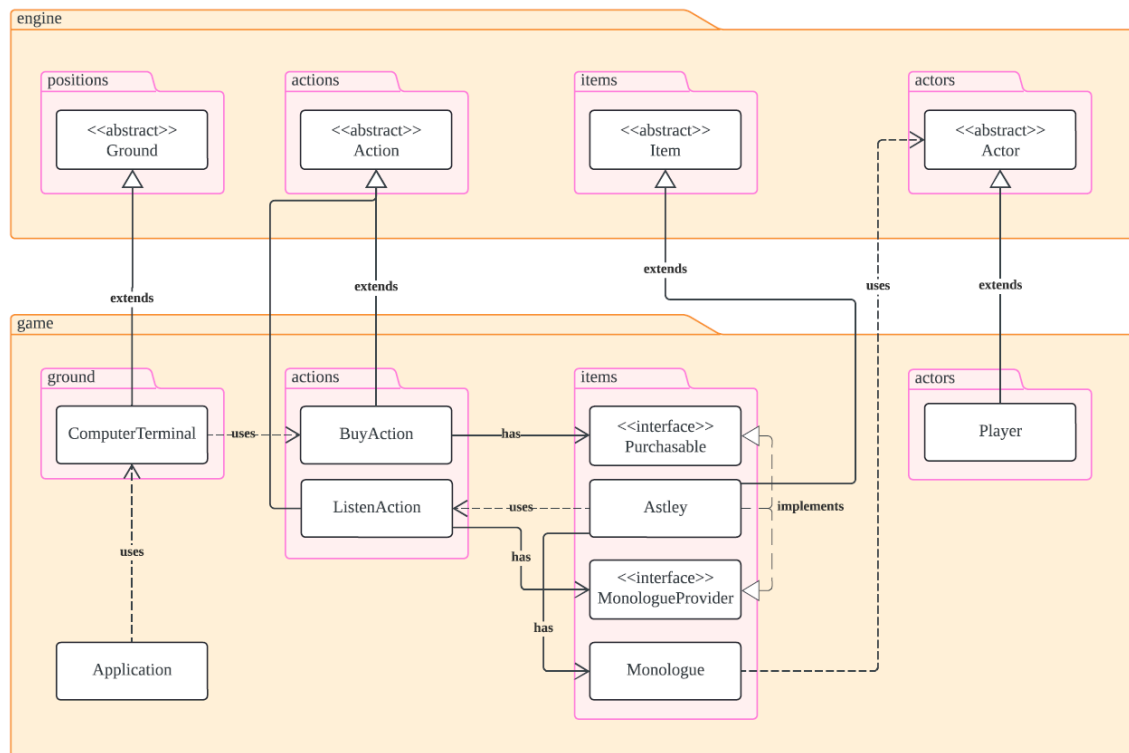 engine
positions
actions
items
actors
<<abstract>>
Ground
<<abstract>>
Action
<<abstract>>
Item
<<abstract>>
Actor
extends
extends
extends
uses
extends
game
ground
actions
items
actors
ComputerTerminal
uses
BuyAction
has
<<interface>>
Purchasable
Player
ListenAction
uses
Astley
implements
uses
has
<<interface>>
MonologueProvider
has
Application
Monologue